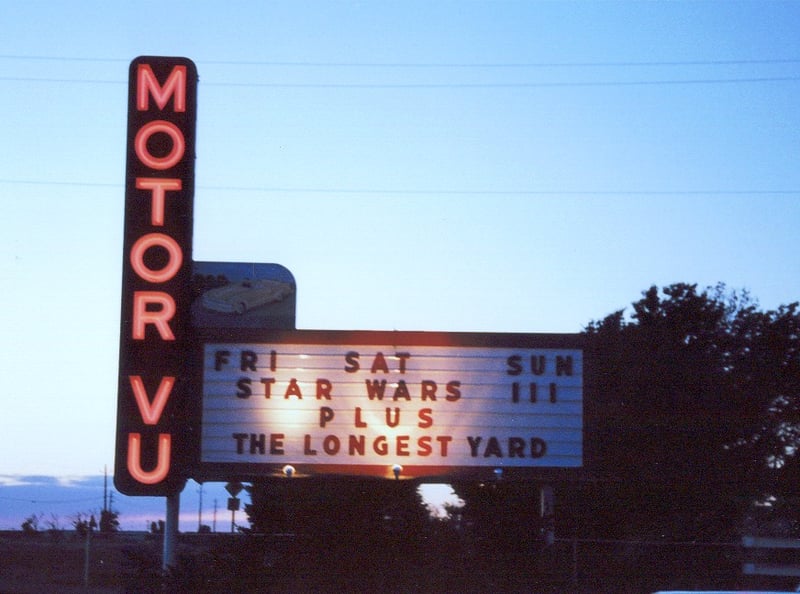 MOTOR VU
FRI SAT SUN
STAR WARS III
PLUS
THE LONGEST YARD